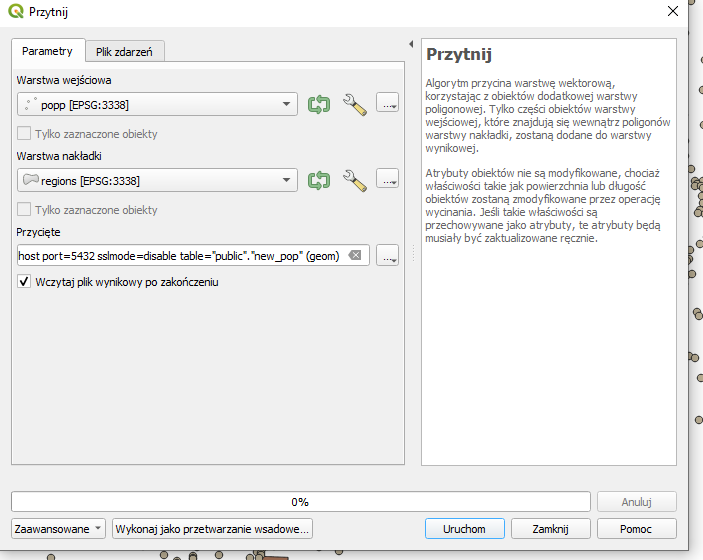 Przytnij
Parametry
Plik zdarzeń
Warstwa wejściowa
popp [EPSG:3338]
...
Tylko zaznaczone obiekty
Warstwa nakładki
regions [EPSG:3338]
...
Tylko zaznaczone obiekty
Przycięte
host port=5432 sslmode=disable table="public"."new_pop" (geom)
...
Wczytaj plik wynikowy po zakończeniu
Przytnij
Algorytm przycina warstwę wektorową,
korzystając z obiektów dodatkowej warstwy
poligonowej. Tylko części obiektów warstwy
wejściowej, które znajdują się wewnątrz poligonów
warstwy nakładki, zostaną dodane do warstwy
wynikowej.
Atrybuty obiektów nie są modyfikowane, chociaż
właściwości takie jak powierzchnia lub długość
obiektów zostaną zmodyfikowane przez operację
wycinania. Jeśli takie właściwości są
przechowywane jako atrybuty, te atrybuty będą
musiały być zaktualizowane ręcznie.
0%
Anuluj
Zaawansowane
Wykonaj jako przetwarzanie wsadowe...
Uruchom
Zamknij
Pomoc